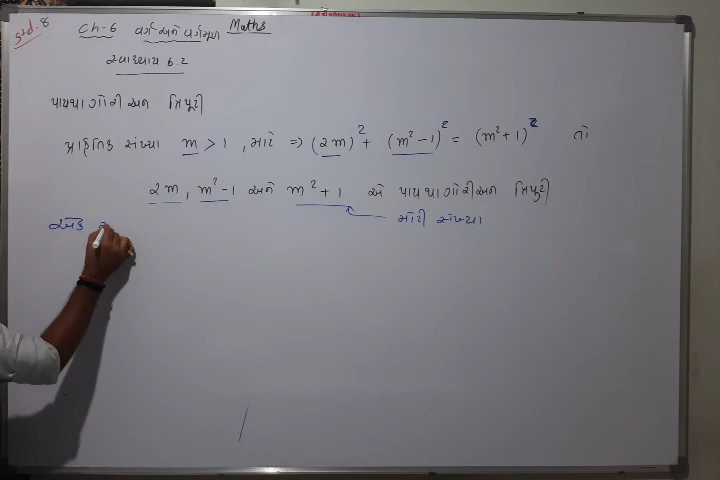 Std. 8
Ch-6 વર્ગ અને વર્ગમૂળ Maths
સ્વાધ્યાય 6.2
પાયથાગોરીઅન ત્રિપૂટી
પ્રાકૃતિક સંખ્યા m > 1, માટે ⇒ (2m)² + (m² - 1)² = (m² + 1)² તો
2m, m² - 1 અને m² + 1 એ પાયથાગોરીઅન ત્રિપુટી
મોટી સંખ્યા
એક